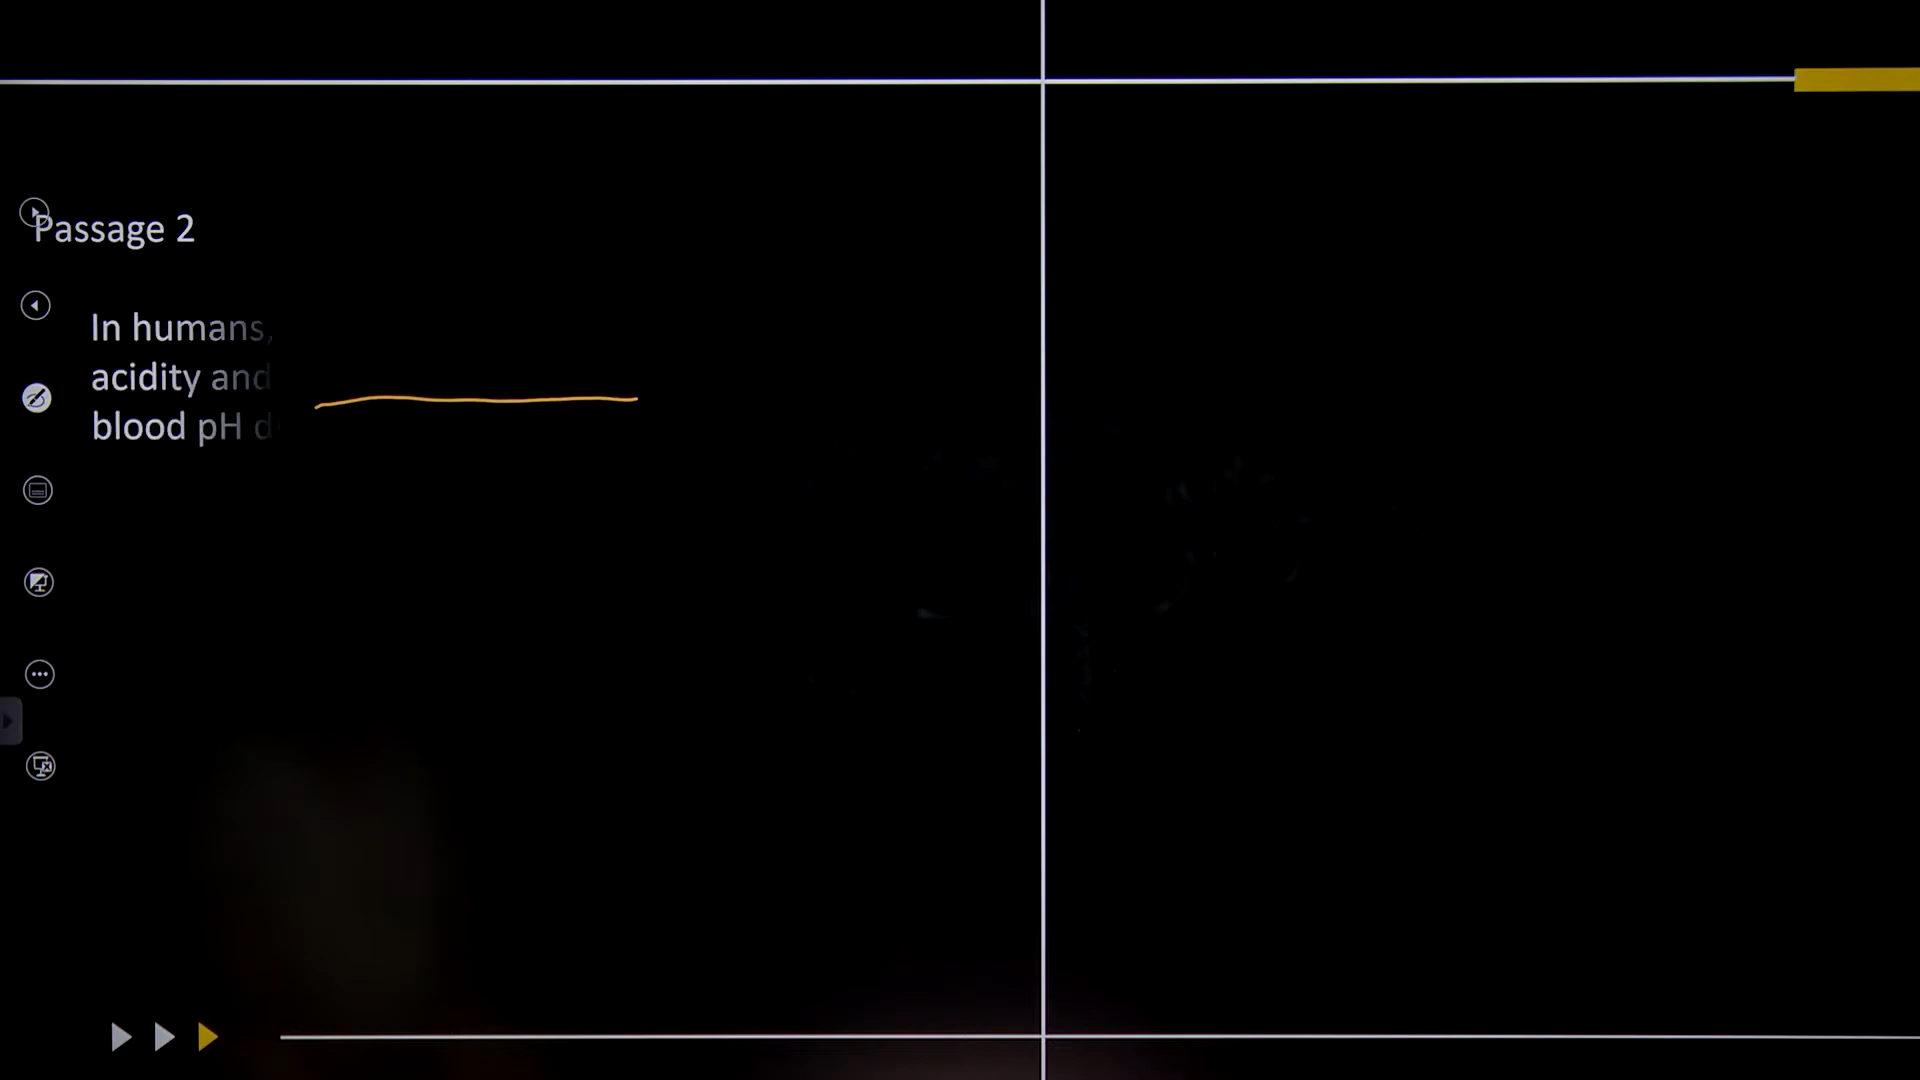 Passage 2
In humans,
acidity and
blood pH